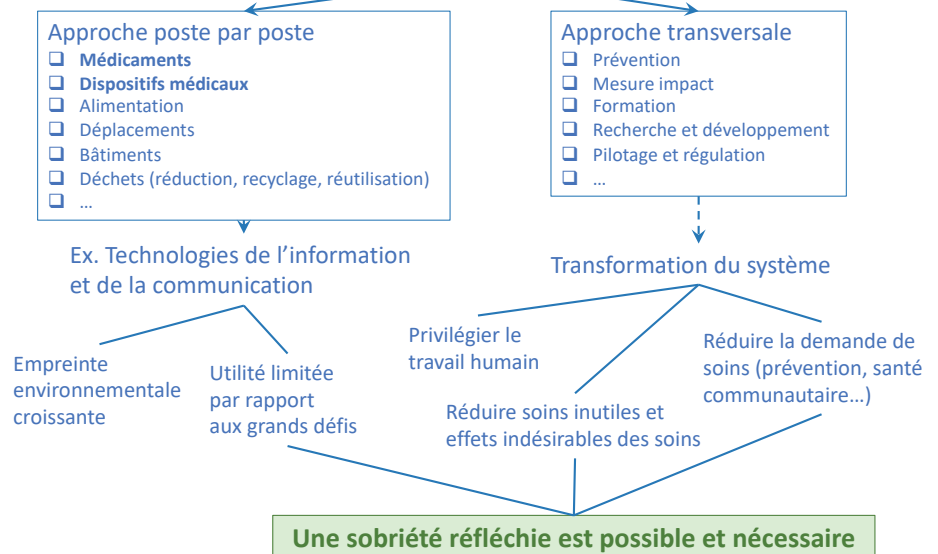 Approche poste par poste
Médicaments
Dispositifs médicaux
Alimentation
Déplacements
Bâtiments
Déchets (réduction, recyclage, réutilisation)
...
Approche transversale
Prévention
Mesure impact
Formation
Recherche et développement
Pilotage et régulation
...
Ex. Technologies de l'information
et de la communication
Transformation du système
Empreinte
environnementale
croissante
Utilité limitée
par rapport
aux grands défis
Privilégier le
travail humain
Réduire soins inutiles et
effets indésirables des soins
Réduire la demande de
soins (prévention, santé
communautaire...)
Une sobriété réfléchie est possible et nécessaire